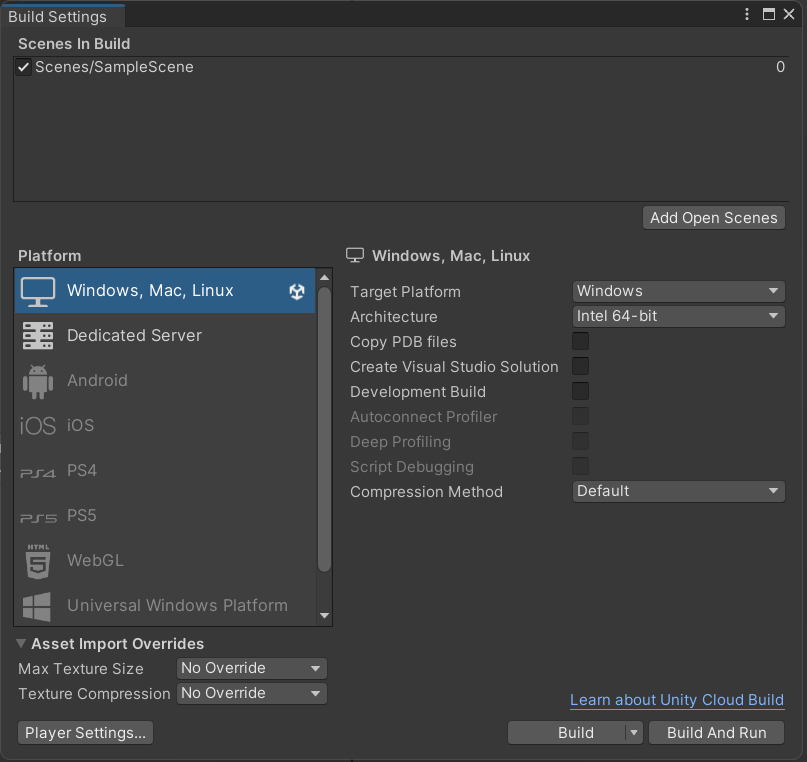 Build Settings
Scenes In Build
Scenes/SampleScene 0
Add Open Scenes
Platform
Windows, Mac, Linux
Dedicated Server
Android
iOS iOS
PS4 PS4
PS5 PS5
HTML 5 WebGL
Universal Windows Platform
Windows, Mac, Linux
Target Platform Windows
Architecture Intel 64-bit
Copy PDB files
Create Visual Studio Solution
Development Build
Autoconnect Profiler
Deep Profiling
Script Debugging
Compression Method Default
Asset Import Overrides
Max Texture Size No Override
Texture Compression No Override
Learn about Unity Cloud Build
Player Settings... Build Build And Run